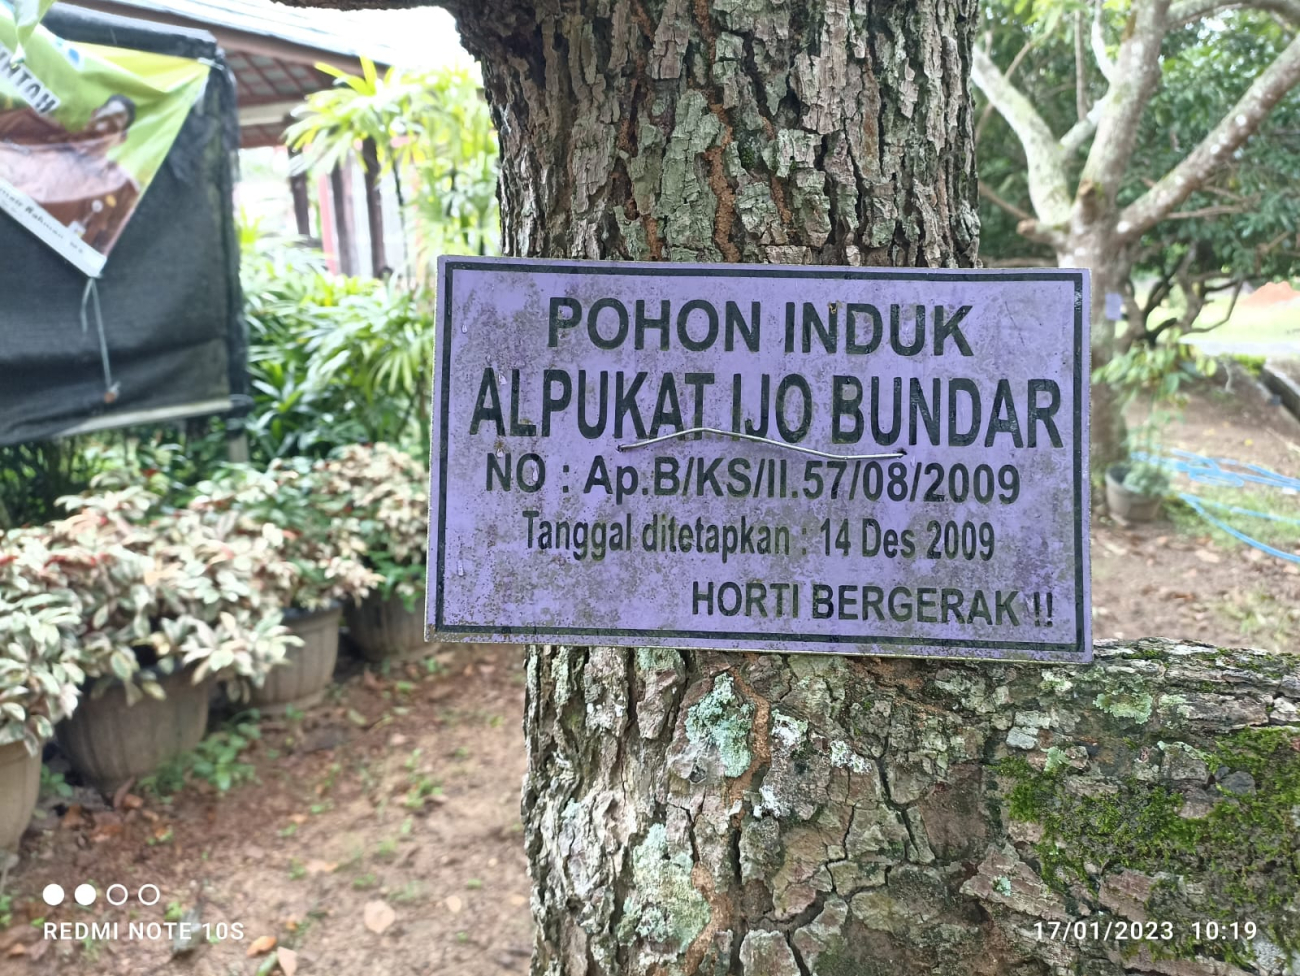 POHON INDUK
ALPUKAT IJO BUNDAR
NO : Ap.B/KS/II.57/08/2009
Tanggal ditetapkan : 14 Des 2009
HORTI BERGERAK !!
REDMI NOTE 10S
17/01/2023 10:19